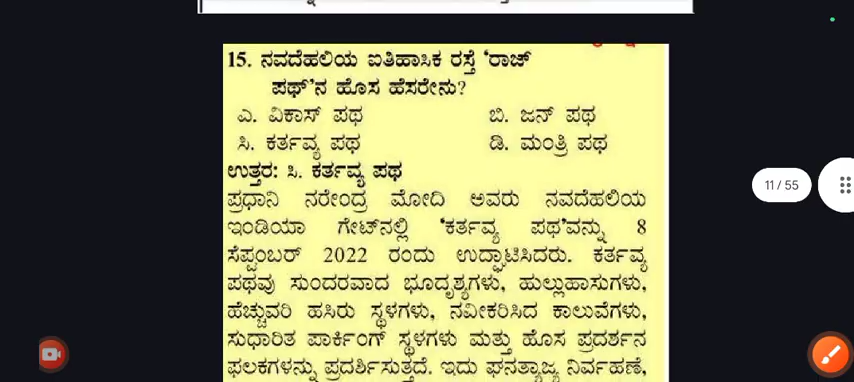 15. ನವದೆಹಲಿಯ ಐತಿಹಾಸಿಕ ರಸ್ತೆ 'ರಾಜ್
ಪಥ್'ನ ಹೊಸ ಹೆಸರೇನು?
ಎ. ವಿಕಾಸ್ ಪಥ ಬಿ. ಜನ್ ಪಥ
ಸಿ. ಕರ್ತವ್ಯ ಪಥ ಡಿ. ಮಂತ್ರಿ ಪಥ
ಉತ್ತರ: ಸಿ. ಕರ್ತವ್ಯ ಪಥ
ಪ್ರಧಾನಿ ನರೇಂದ್ರ ಮೋದಿ ಅವರು ನವದೆಹಲಿಯ
ಇಂಡಿಯಾ ಗೇಟ್‌ನಲ್ಲಿ 'ಕರ್ತವ್ಯ ಪಥ'ವನ್ನು 8
ಸೆಪ್ಟಂಬರ್ 2022 ರಂದು ಉದ್ಘಾಟಿಸಿದರು. ಕರ್ತವ್ಯ
ಪಥವು ಸುಂದರವಾದ ಭೂದೃಶ್ಯಗಳು, ಹುಲ್ಲುಹಾಸುಗಳು,
ಹೆಚ್ಚುವರಿ ಹಸಿರು ಸ್ಥಳಗಳು, ನವೀಕರಿಸಿದ ಕಾಲುವೆಗಳು,
ಸುಧಾರಿತ ಪಾರ್ಕಿಂಗ್ ಸ್ಥಳಗಳು ಮತ್ತು ಹೊಸ ಪ್ರದರ್ಶನ
ಫಲಕಗಳನ್ನು ಪ್ರದರ್ಶಿಸುತ್ತದೆ. ಇದು ಘನತ್ಯಾಜ್ಯ ನಿರ್ವಹಣೆ,
11 / 55